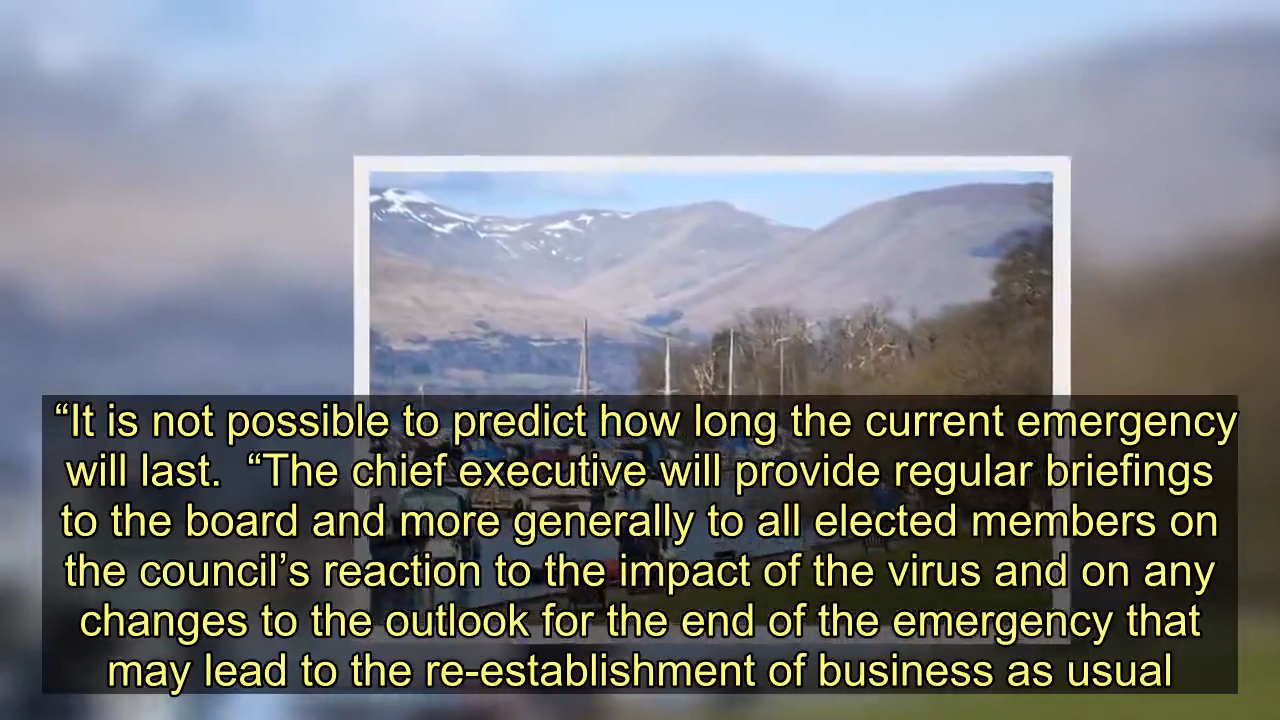 “It is not possible to predict how long the current emergency
will last.  “The chief executive will provide regular briefings
to the board and more generally to all elected members on
the council’s reaction to the impact of the virus and on any
changes to the outlook for the end of the emergency that
may lead to the re-establishment of business as usual